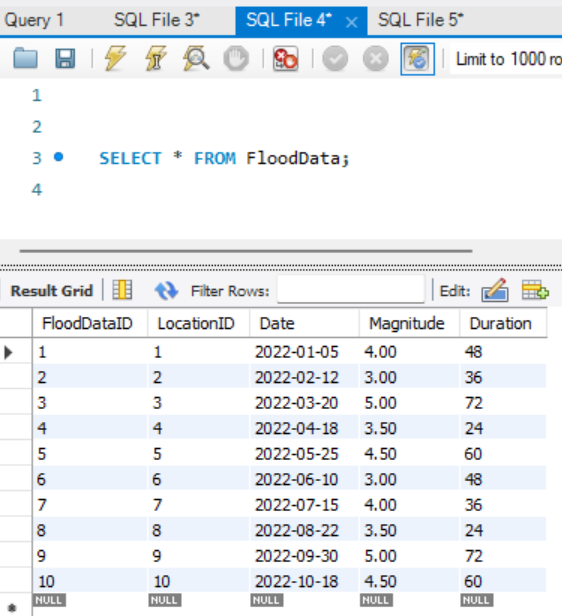 Query 1 SQL File 3* SQL File 4* × SQL File 5*
Limit to 1000 ro
1
2
3 SELECT * FROM FloodData;
4
Result Grid Filter Rows: Edit:
FloodDataID LocationID Date Magnitude Duration
1 1 2022-01-05 4.00 48
2 2 2022-02-12 3.00 36
3 3 2022-03-20 5.00 72
4 4 2022-04-18 3.50 24
5 5 2022-05-25 4.50 60
6 6 2022-06-10 3.00 48
7 7 2022-07-15 4.00 36
8 8 2022-08-22 3.50 24
9 9 2022-09-30 5.00 72
10 10 2022-10-18 4.50 60
NULL NULL NULL NULL NULL